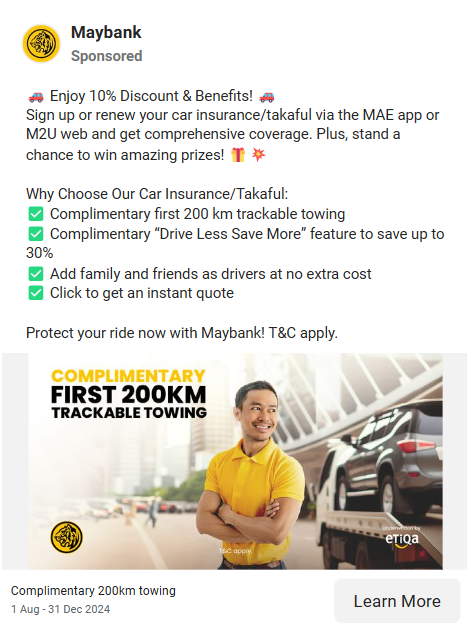 Maybank
Sponsored
🚗 Enjoy 10% Discount & Benefits! 🚗
Sign up or renew your car insurance/takaful via the MAE app or
M2U web and get comprehensive coverage. Plus, stand a
chance to win amazing prizes! 🎁 💥
Why Choose Our Car Insurance/Takaful:
✅ Complimentary first 200 km trackable towing
✅ Complimentary “Drive Less Save More” feature to save up to
30%
✅ Add family and friends as drivers at no extra cost
✅ Click to get an instant quote
Protect your ride now with Maybank! T&C apply.
COMPLIMENTARY
FIRST 200KM
TRACKABLE TOWING
Underwritten by
etiqa
T&C apply.
Complimentary 200km towing
1 Aug - 31 Dec 2024
Learn More